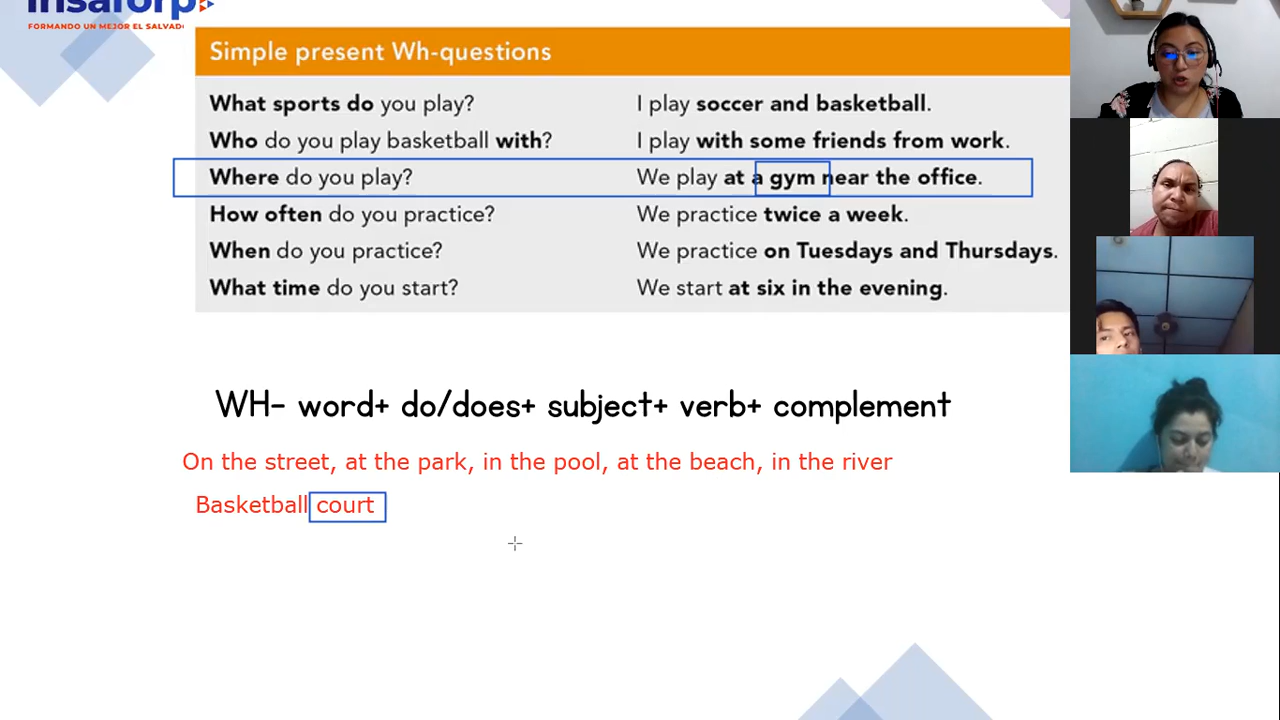 Insaforp
FORMANDO UN MEJOR EL SALVADOR
Simple present Wh-questions
What sports do you play? I play soccer and basketball.
Who do you play basketball with? I play with some friends from work.
Where do you play? We play at a gym near the office.
How often do you practice? We practice twice a week.
When do you practice? We practice on Tuesdays and Thursdays.
What time do you start? We start at six in the evening.
WH- word+ do/does+ subject+ verb+ complement
On the street, at the park, in the pool, at the beach, in the river
Basketball court